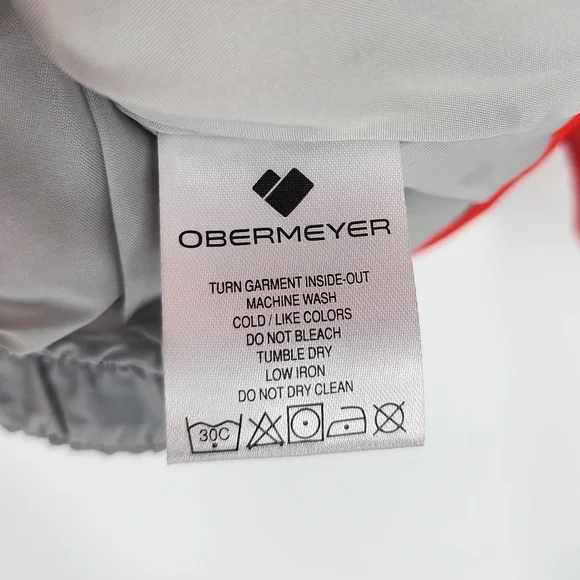 OBERMEYER
TURN GARMENT INSIDE-OUT
MACHINE WASH
COLD / LIKE COLORS
DO NOT BLEACH
TUMBLE DRY
LOW IRON
DO NOT DRY CLEAN
30C